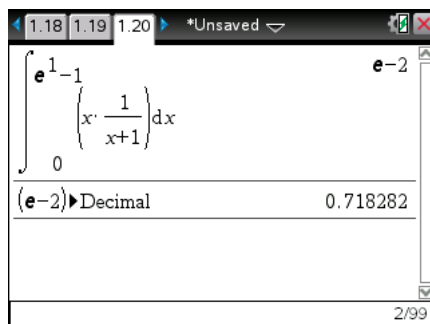 1.18 1.19 1.20 *Unsaved
∫₀^(e¹−1) (x· 1/(x+1)) dx e−2
(e−2)▶Decimal 0.718282
2/99